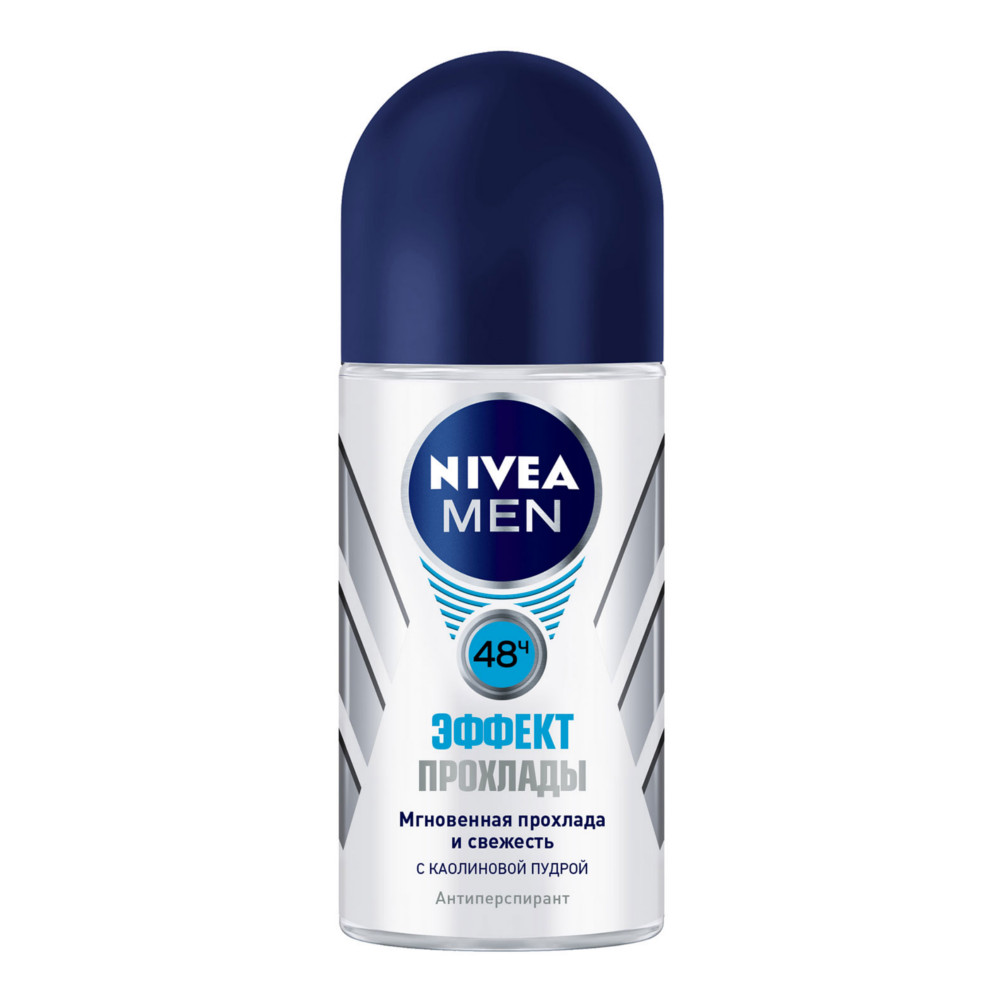 NIVEA
MEN
48ч
ЭФФЕКТ
ПРОХЛАДЫ
Мгновенная прохлада
и свежесть
С КАОЛИНОВОЙ ПУДРОЙ
Антиперспирант